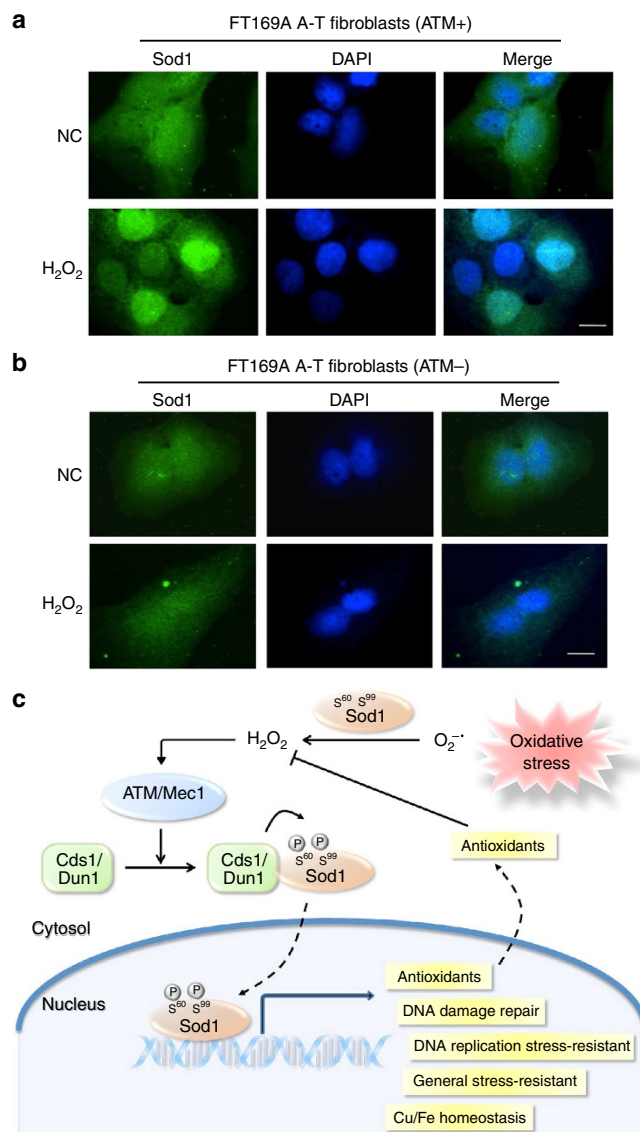 a
FT169A A-T fibroblasts (ATM+)
Sod1 DAPI Merge
NC
H₂O₂
b
FT169A A-T fibroblasts (ATM–)
Sod1 DAPI Merge
NC
H₂O₂
c
S⁶⁰ S⁹⁹
Sod1
H₂O₂
O₂⁻•
Oxidative
stress
ATM/Mec1
Antioxidants
Cds1/
Dun1
Cds1/
Dun1
P P
S⁶⁰ S⁹⁹
Sod1
Cytosol
Nucleus
P P
S⁶⁰ S⁹⁹
Sod1
Antioxidants
DNA damage repair
DNA replication stress-resistant
General stress-resistant
Cu/Fe homeostasis